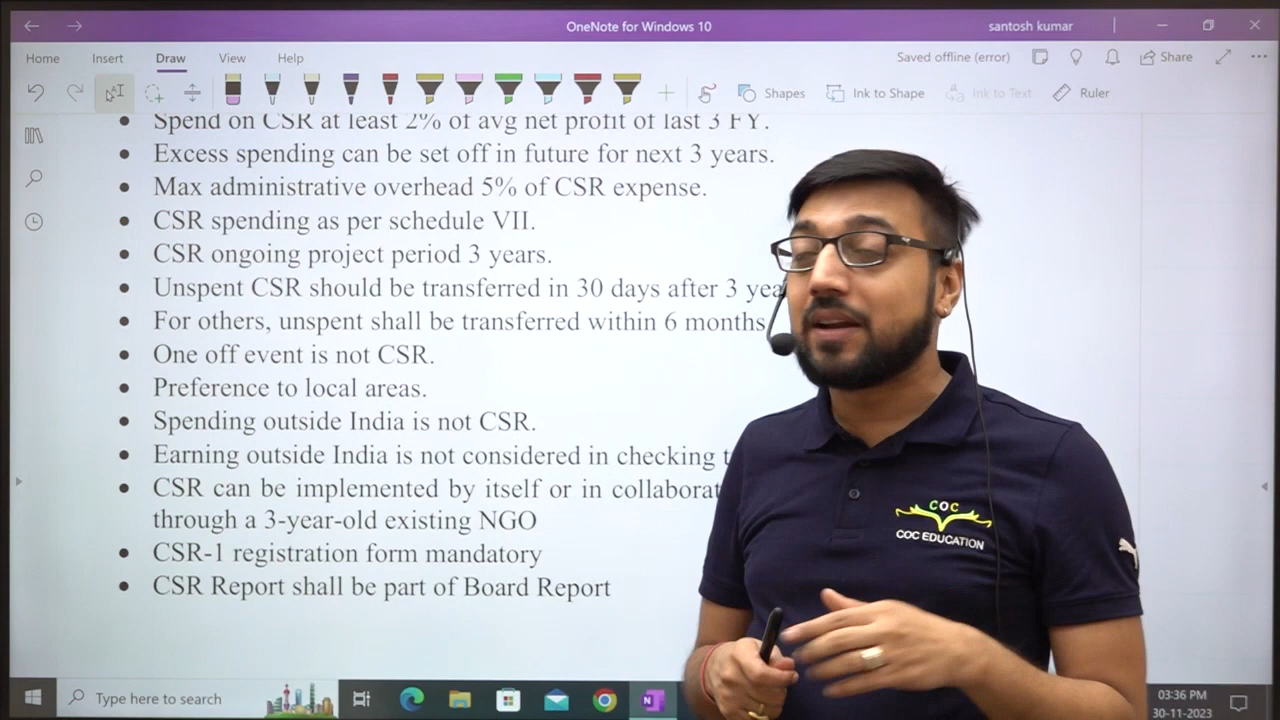 OneNote for Windows 10
santosh kumar
Home Insert Draw View Help
Saved offline (error)
Share
Shapes
Ink to Shape
Ink to Text
Ruler
Spend on CSR at least 2% of avg net profit of last 3 FY.
Excess spending can be set off in future for next 3 years.
Max administrative overhead 5% of CSR expense.
CSR spending as per schedule VII.
CSR ongoing project period 3 years.
Unspent CSR should be transferred in 30 days after 3
For others, unspent shall be transferred within 6 months
One off event is not CSR.
Preference to local areas.
Spending outside India is not CSR.
Earning outside India is not considered in checking
CSR can be implemented by itself or in
through a 3-year-old existing NGO
CSR-1 registration form mandatory
CSR Report shall be part of Board Report
COC
COC EDUCATION
Type here to search
03:36 PM
30-11-2023